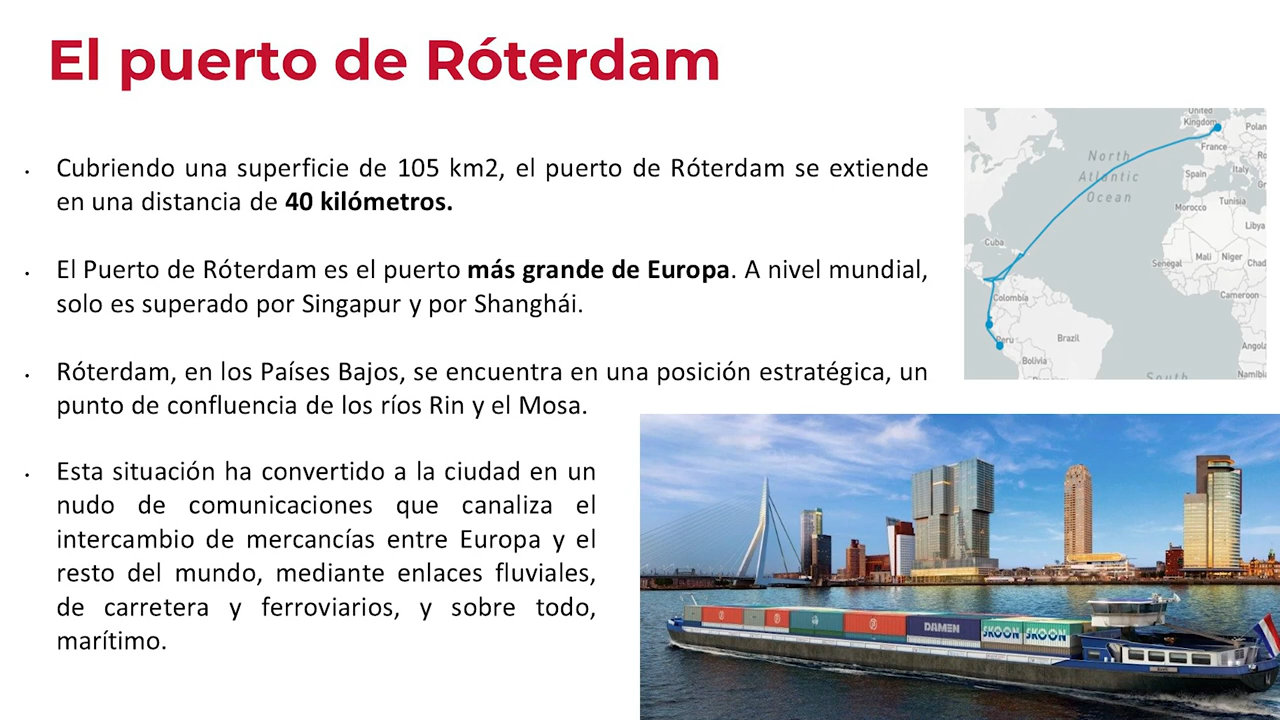 El puerto de Róterdam
• Cubriendo una superficie de 105 km2, el puerto de Róterdam se extiende
en una distancia de 40 kilómetros.
• El Puerto de Róterdam es el puerto más grande de Europa. A nivel mundial,
solo es superado por Singapur y por Shanghái.
• Róterdam, en los Países Bajos, se encuentra en una posición estratégica, un
punto de confluencia de los ríos Rin y el Mosa.
• Esta situación ha convertido a la ciudad en un
nudo de comunicaciones que canaliza el
intercambio de mercancías entre Europa y el
resto del mundo, mediante enlaces fluviales,
de carretera y ferroviarios, y sobre todo,
marítimo.
United
Kingdom
Polan
France
Ro
Italy
Spain
Gr
North
Atlantic
Ocean
Morocco
Tunisia
Libya
Cuba
Senegal
Mali
Niger
Chad
Cameroon
Colombia
Peru
Brazil
Angola
Bolivia
Namibi
South
DAMEN
SKOON
SKOON